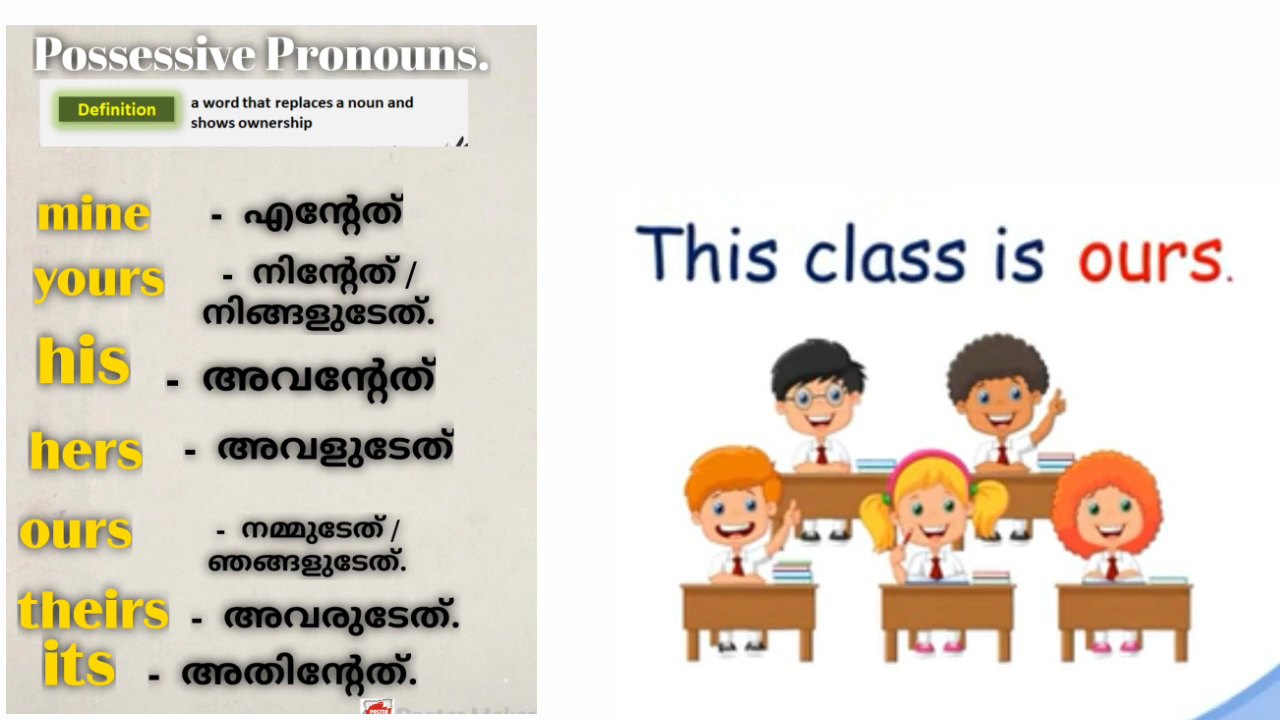 Possessive Pronouns.
Definition
a word that replaces a noun and
shows ownership
mine - എന്റേത്
yours - നിന്റേത് /
നിങ്ങളുടേത്.
his - അവന്റേത്
hers - അവളുടേത്
ours - നമ്മുടേത് /
ഞങ്ങളുടേത്.
theirs - അവരുടേത്.
its - അതിന്റേത്.
This class is ours.